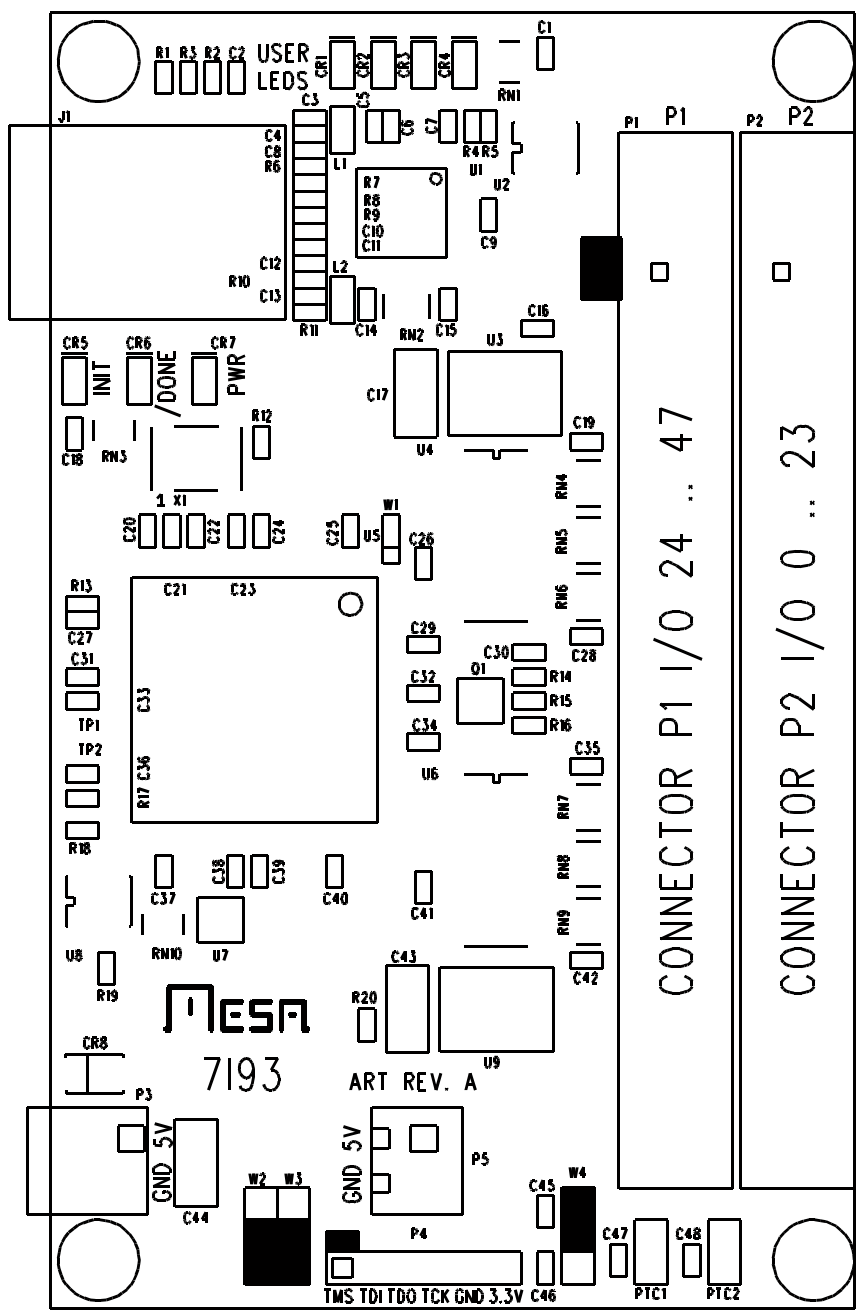 R1 R3 R2 C2 USER LEDS
CR1 CR2 CR3 CR4
C1
RN1
J1
C3
C5
C6
C7
R4 R5
P1
P1
P2
P2
C4
C8
R6
L1
U1
U2
R7
R8
R9
C10
C11
C9
C12
R10
C13
L2
R11
C14
RN2
C15
C16
U3
CR5
CR6
CR7
INIT
/DONE
PWR
C17
C18
RN3
R12
U4
C19
RN4
1 X1
C20
C22
C24
C25
U5
W1
C26
RN5
RN6
R13
C27
C21
C23
C29
C30
C28
C31
C33
C32
Q1
R14
R15
R16
TP1
TP2
C34
C36
R17
U6
C35
RN7
R18
RN8
C37
C38
C39
C40
C41
RN9
U8
RN10
U7
C43
C42
R19
R20
MESA
7I93
ART REV. A
U9
CR8
P3
GND 5V
C44
GND 5V
P5
W2 W3
P4
C45
W4
C47
C48
TMS TDI TDO TCK GND 3.3V
C46
PTC1
PTC2
CONNECTOR P1 I/O 24 .. 47
CONNECTOR P2 I/O 0 .. 23